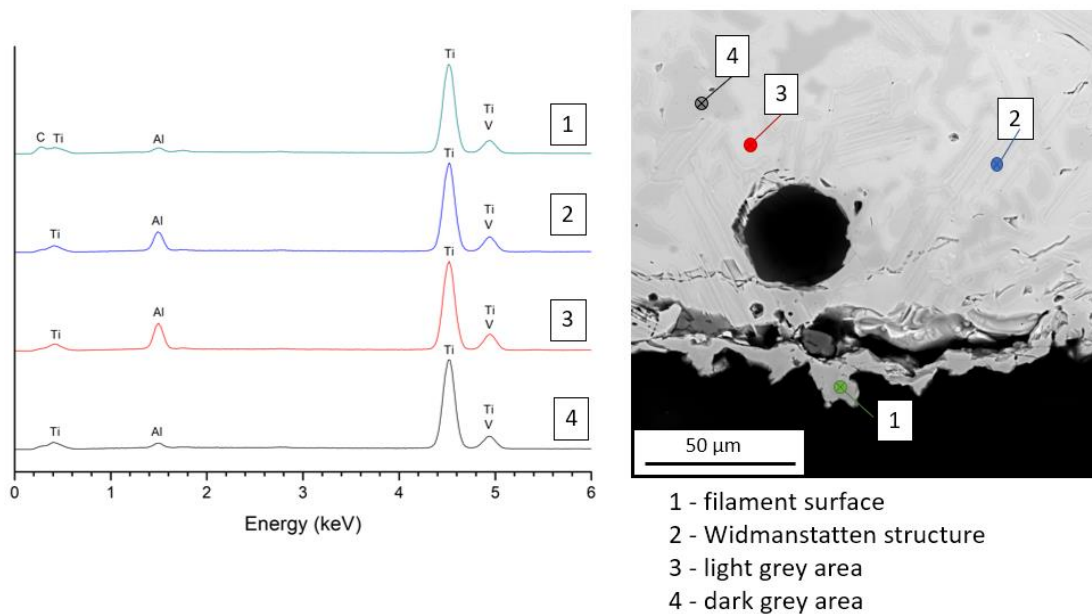 C Ti Al Ti Ti V 1
Ti Al Ti Ti V 2
Ti Al Ti Ti V 3
Ti Al Ti Ti V 4
0 1 2 3 4 5 6
Energy (keV)
4
3
2
1
50 µm
1 - filament surface
2 - Widmanstatten structure
3 - light grey area
4 - dark grey area